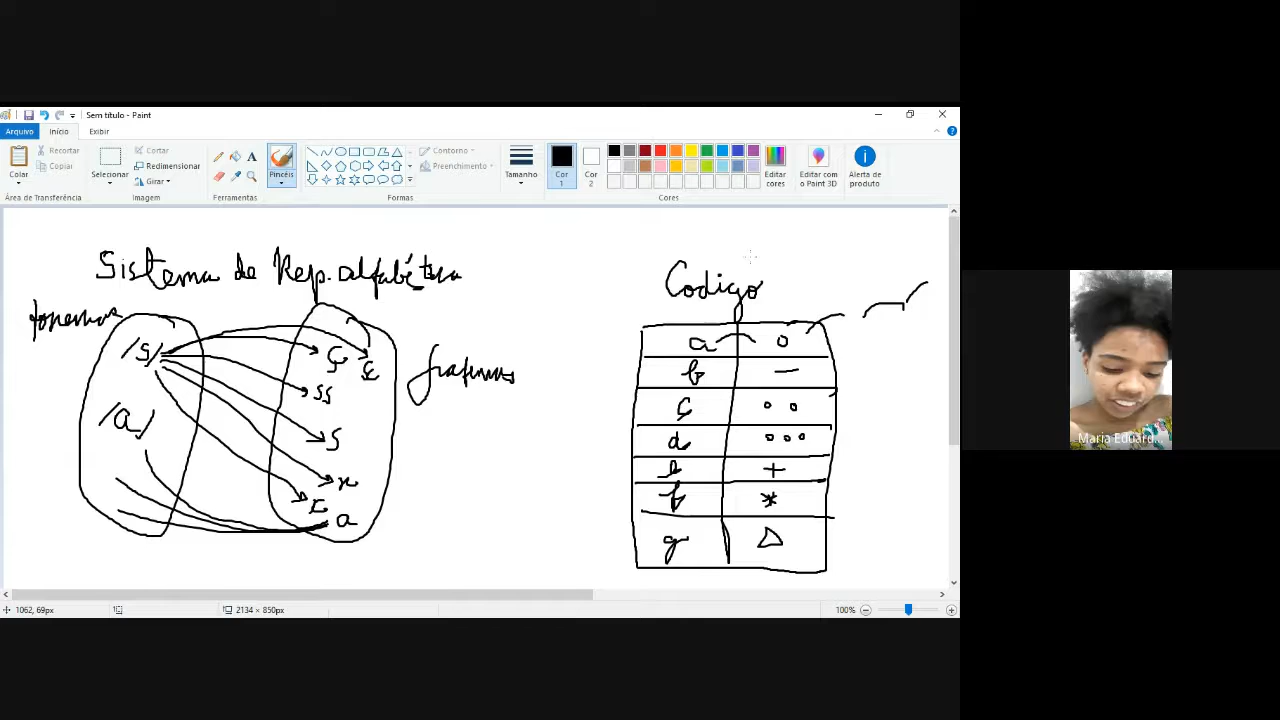 Sem título - Paint
Arquivo Início Exibir
Colar
Recortar
Copiar
Área de Transferência
Selecionar
Cortar
Redimensionar
Girar
Imagem
A
Ferramentas
Pincéis
Contorno
Preenchimento
Formas
Tamanho
Cor 1
Cor 2
Editar cores
Cores
Editar com o Paint 3D
Alerta de produto
Sistema de Rep. alfabética
fonemas
/s/
/a/
ç
ss
s
x
c
a
grafemas
Codigo
a o
b —
ç o o
d o o o
e +
f *
g △
Maria Eduard...
1062, 69px
2134 × 850px
100%